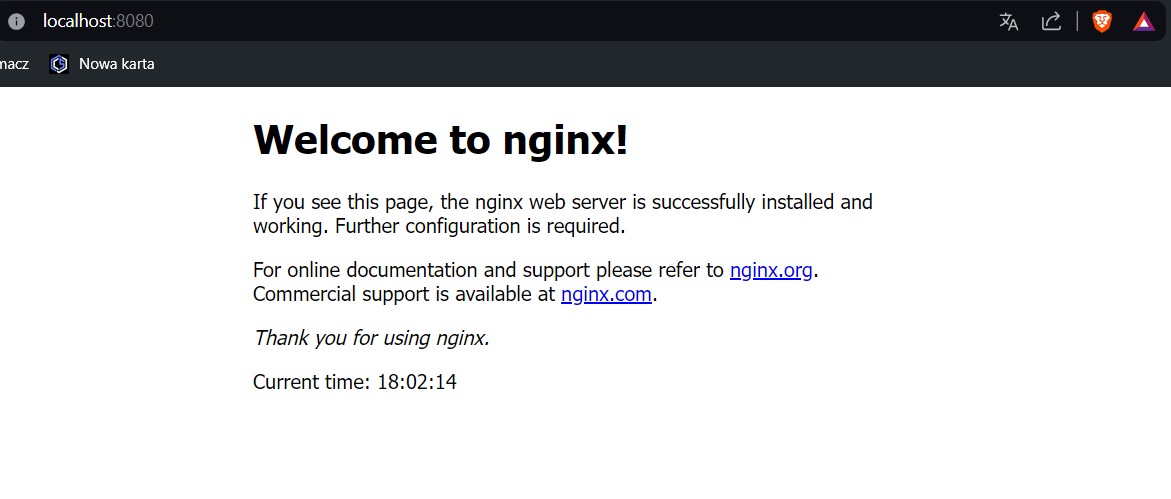 localhost:8080
Nowa karta
Welcome to nginx!
If you see this page, the nginx web server is successfully installed and
working. Further configuration is required.
For online documentation and support please refer to nginx.org.
Commercial support is available at nginx.com.
Thank you for using nginx.
Current time: 18:02:14